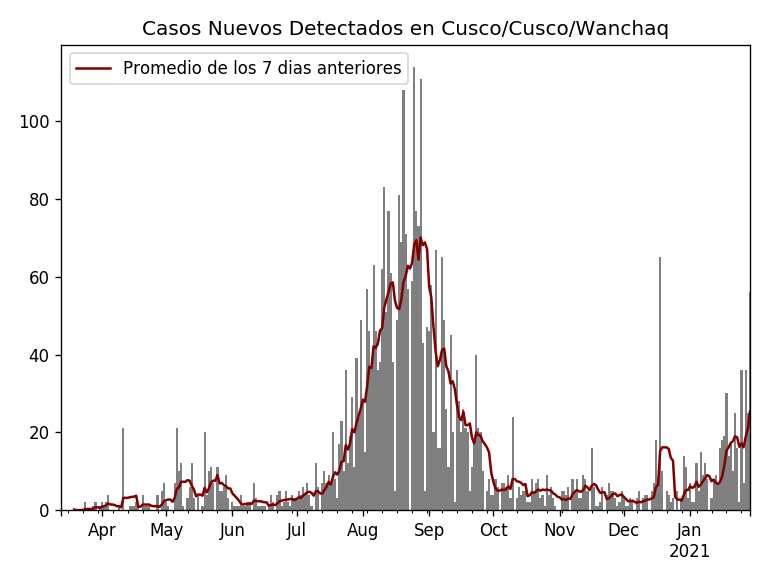 Casos Nuevos Detectados en Cusco/Cusco/Wanchaq
Promedio de los 7 dias anteriores
100
80
60
40
20
0
Apr May Jun Jul Aug Sep Oct Nov Dec Jan
2021